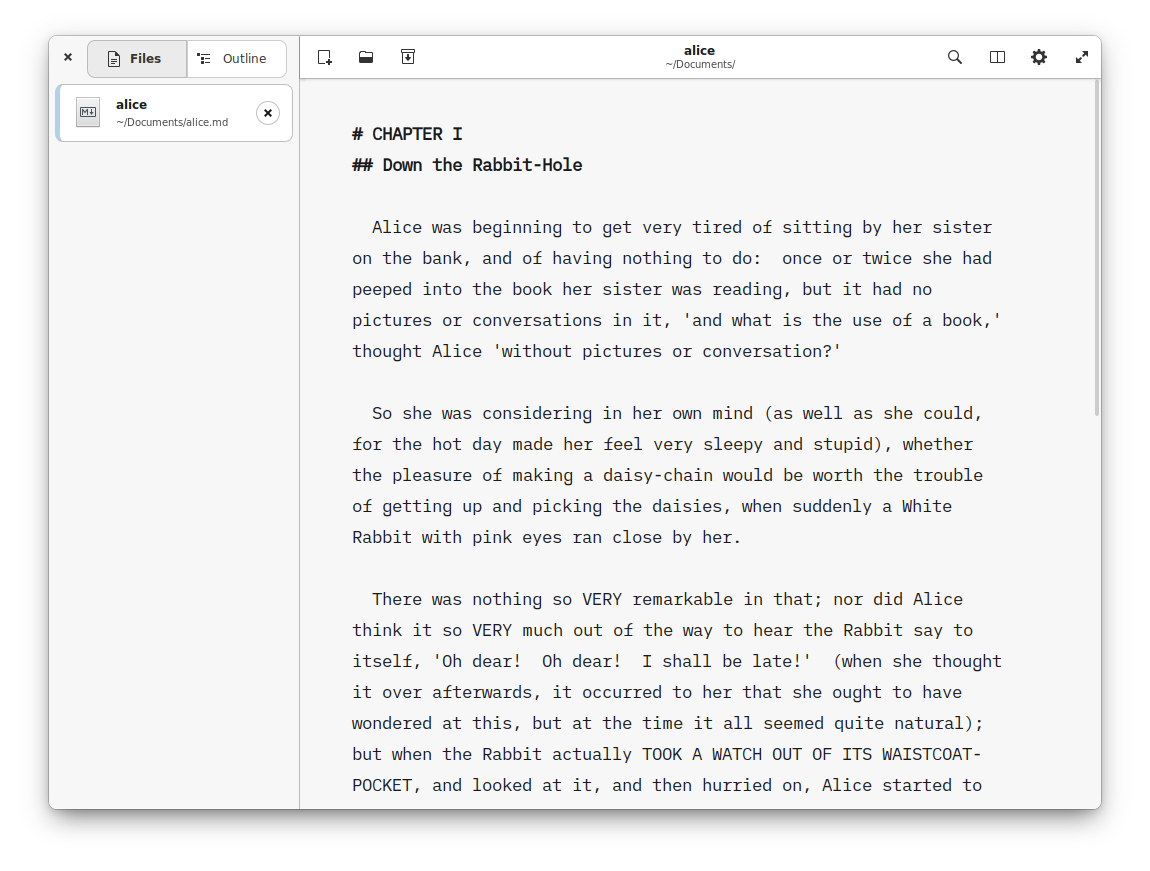 Files
Outline
alice
~/Documents/
alice
~/Documents/alice.md
# CHAPTER I
## Down the Rabbit-Hole
Alice was beginning to get very tired of sitting by her sister
on the bank, and of having nothing to do:  once or twice she had
peeped into the book her sister was reading, but it had no
pictures or conversations in it, 'and what is the use of a book,'
thought Alice 'without pictures or conversation?'
So she was considering in her own mind (as well as she could,
for the hot day made her feel very sleepy and stupid), whether
the pleasure of making a daisy-chain would be worth the trouble
of getting up and picking the daisies, when suddenly a White
Rabbit with pink eyes ran close by her.
There was nothing so VERY remarkable in that; nor did Alice
think it so VERY much out of the way to hear the Rabbit say to
itself, 'Oh dear!  Oh dear!  I shall be late!'  (when she thought
it over afterwards, it occurred to her that she ought to have
wondered at this, but at the time it all seemed quite natural);
but when the Rabbit actually TOOK A WATCH OUT OF ITS WAISTCOAT-
POCKET, and looked at it, and then hurried on, Alice started to